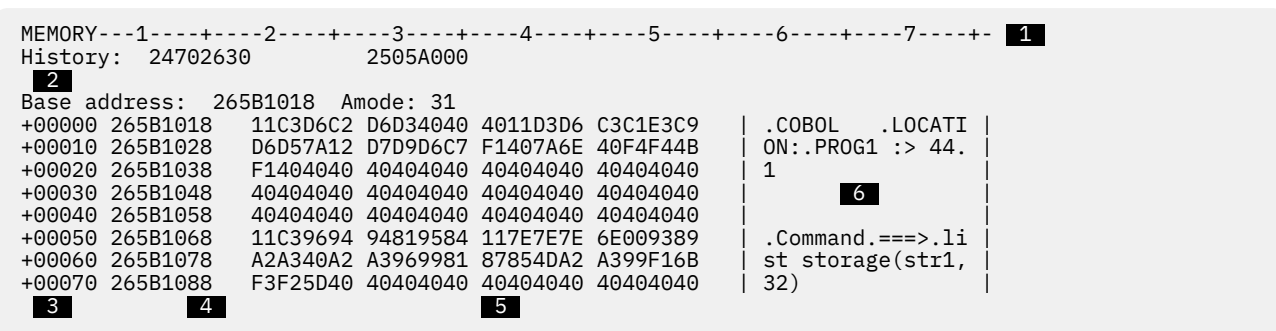 MEMORY---1----+----2----+----3----+----4----+----5----+----6----+----7----+- 1
History:  24702630         2505A000
2
Base address:  265B1018  Amode: 31
+00000 265B1018   11C3D6C2 D6D34040 4011D3D6 C3C1E3C9   | .COBOL   .LOCATI |
+00010 265B1028   D6D57A12 D7D9D6C7 F1407A6E 40F4F44B   | ON:.PROG1 :> 44. |
+00020 265B1038   F1404040 40404040 40404040 40404040   | 1                |
+00030 265B1048   40404040 40404040 40404040 40404040   |        6         |
+00040 265B1058   40404040 40404040 40404040 40404040   |                  |
+00050 265B1068   11C39694 94819584 117E7E7E 6E009389   | .Command.===>.li |
+00060 265B1078   A2A340A2 A3969981 87854DA2 A399F16B   | st storage(str1, |
+00070 265B1088   F3F25D40 40404040 40404040 40404040   | 32)              |
3            4                      5